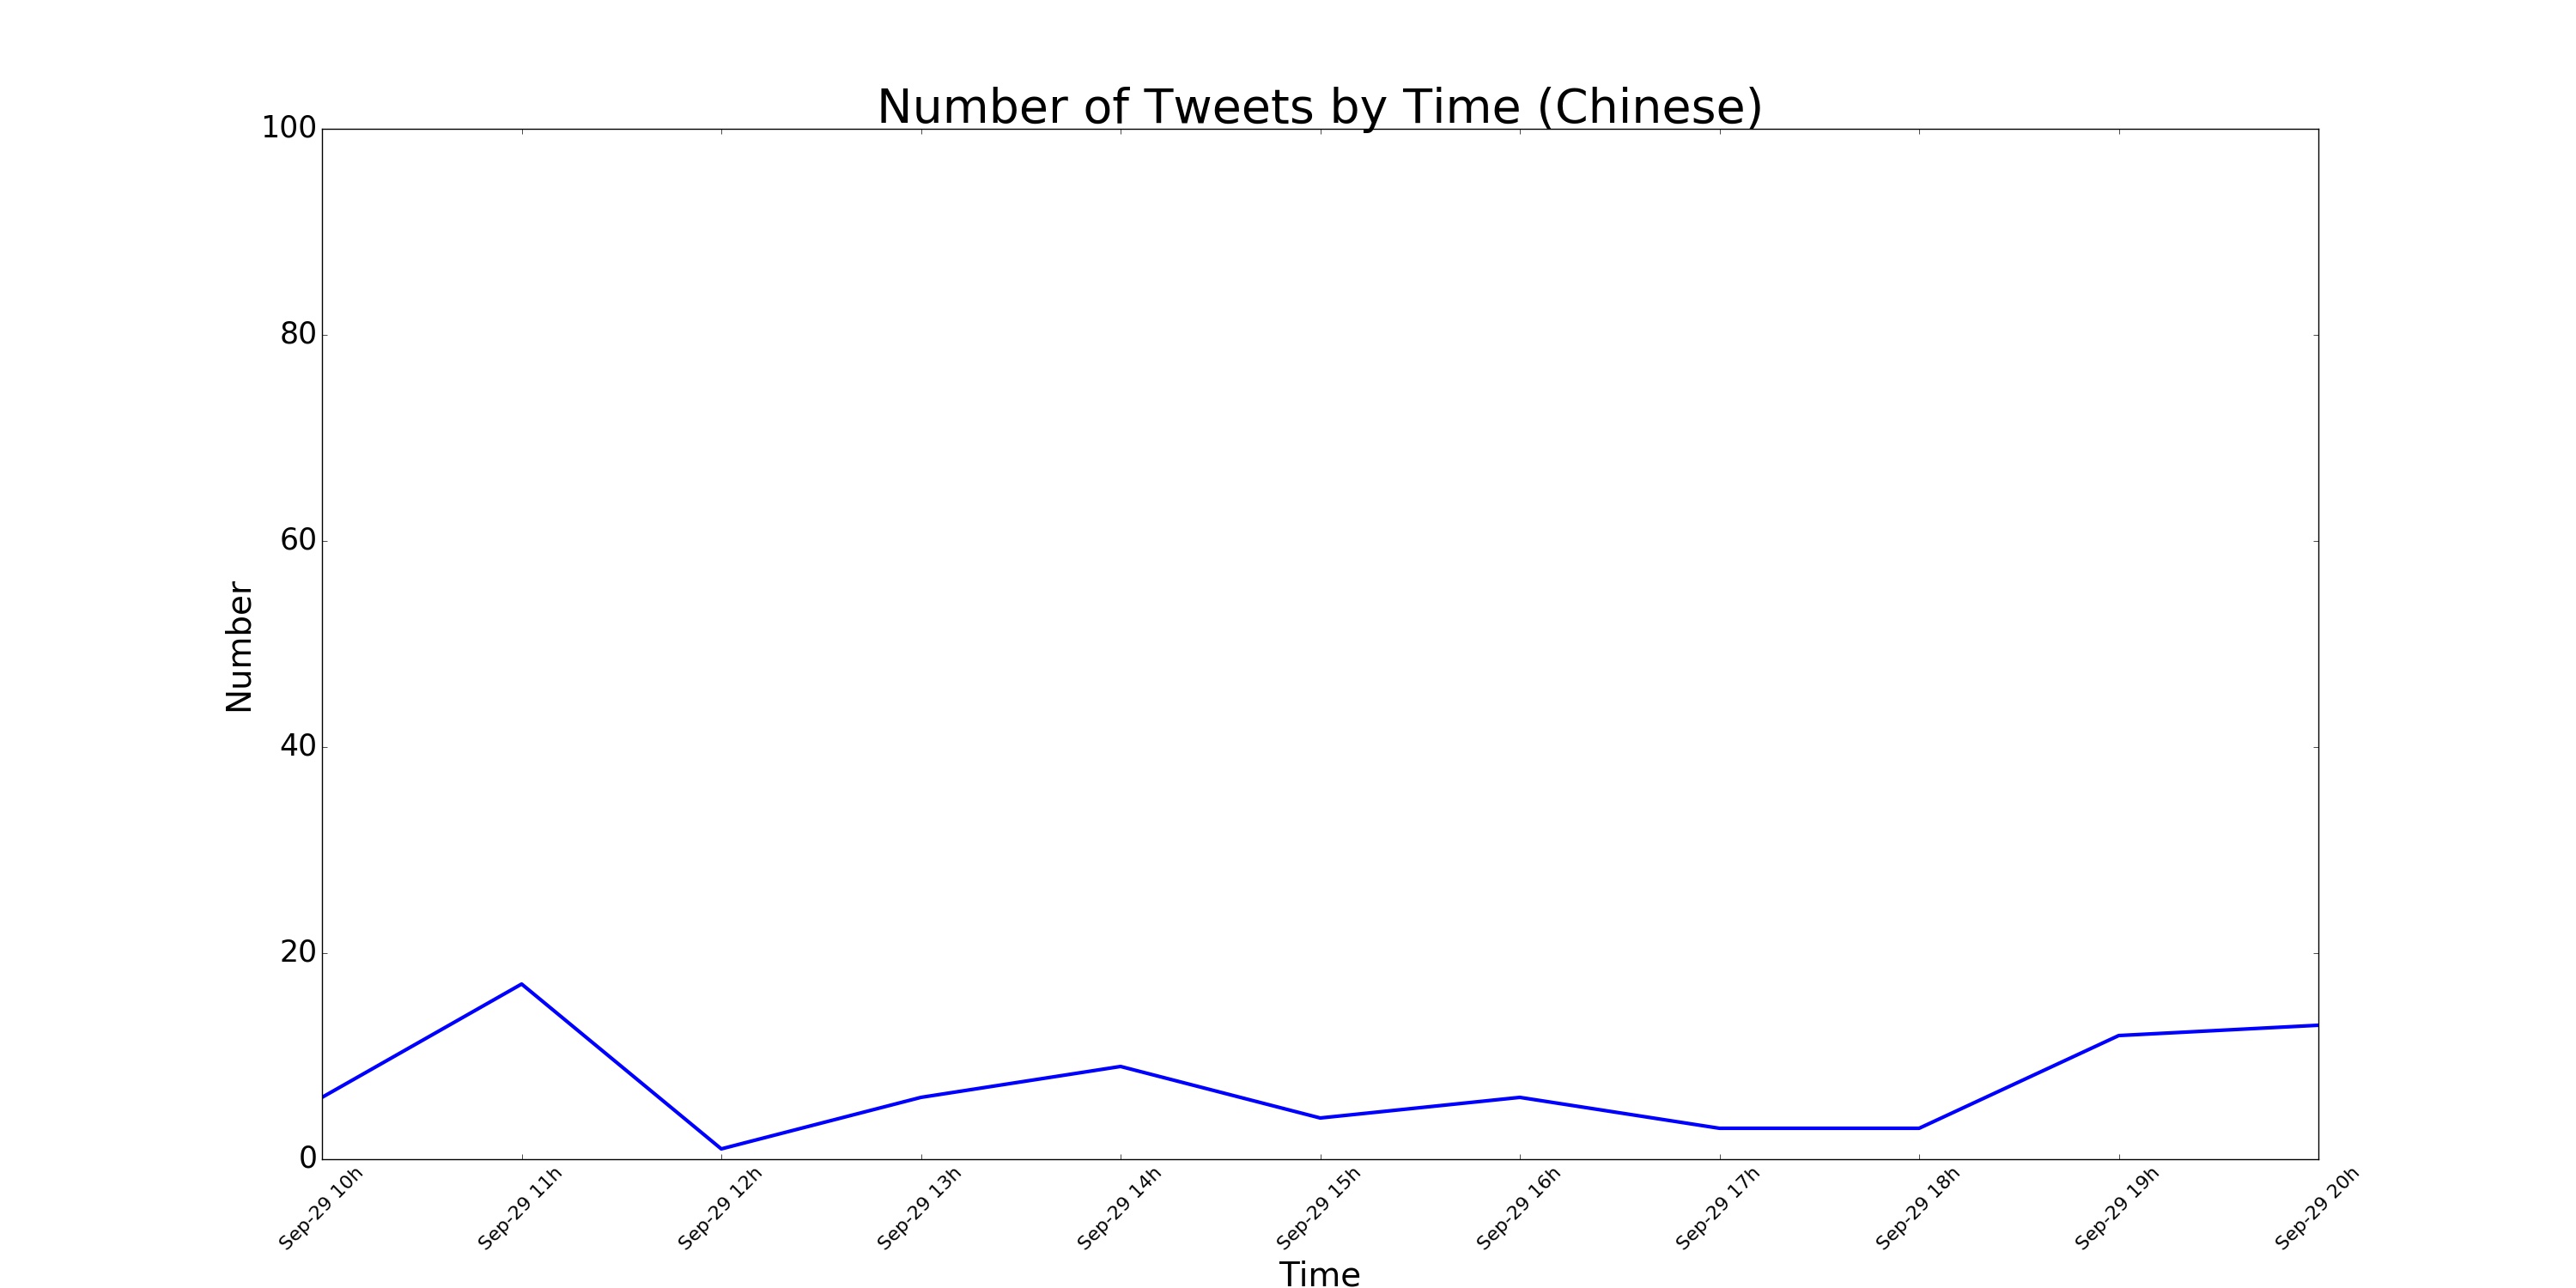 Number of Tweets by Time (Chinese)
100
80
60
40
20
0
Number
Sep-29 10h
Sep-29 11h
Sep-29 12h
Sep-29 13h
Sep-29 14h
Sep-29 15h
Sep-29 16h
Sep-29 17h
Sep-29 18h
Sep-29 19h
Sep-29 20h
Time